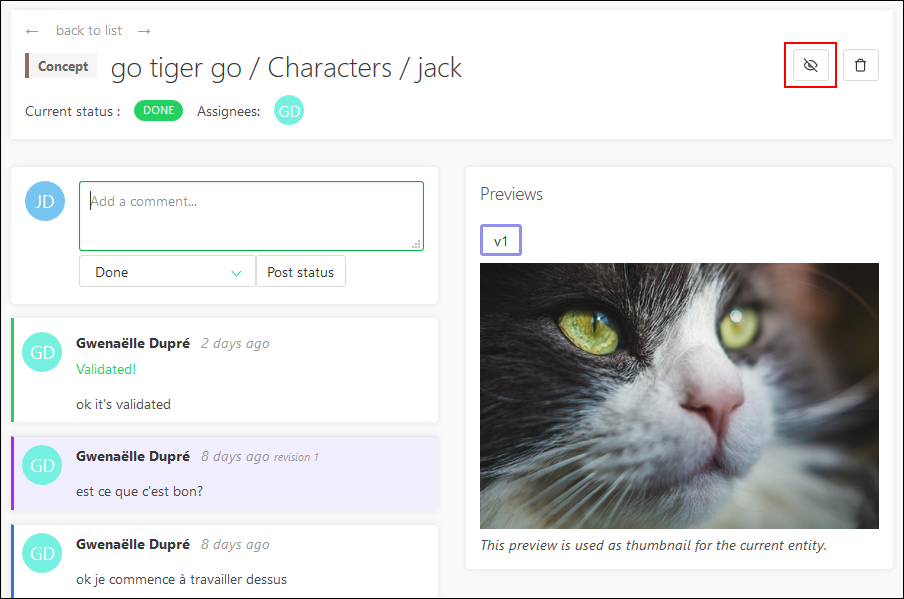 ← back to list →
Concept go tiger go / Characters / jack
Current status : DONE Assignees: GD
JD
Add a comment...
Done
Post status
GD
Gwenaëlle Dupré 2 days ago
Validated!
ok it's validated
GD
Gwenaëlle Dupré 8 days ago revision 1
est ce que c'est bon?
GD
Gwenaëlle Dupré 8 days ago
ok je commence à travailler dessus
Previews
v1
This preview is used as thumbnail for the current entity.